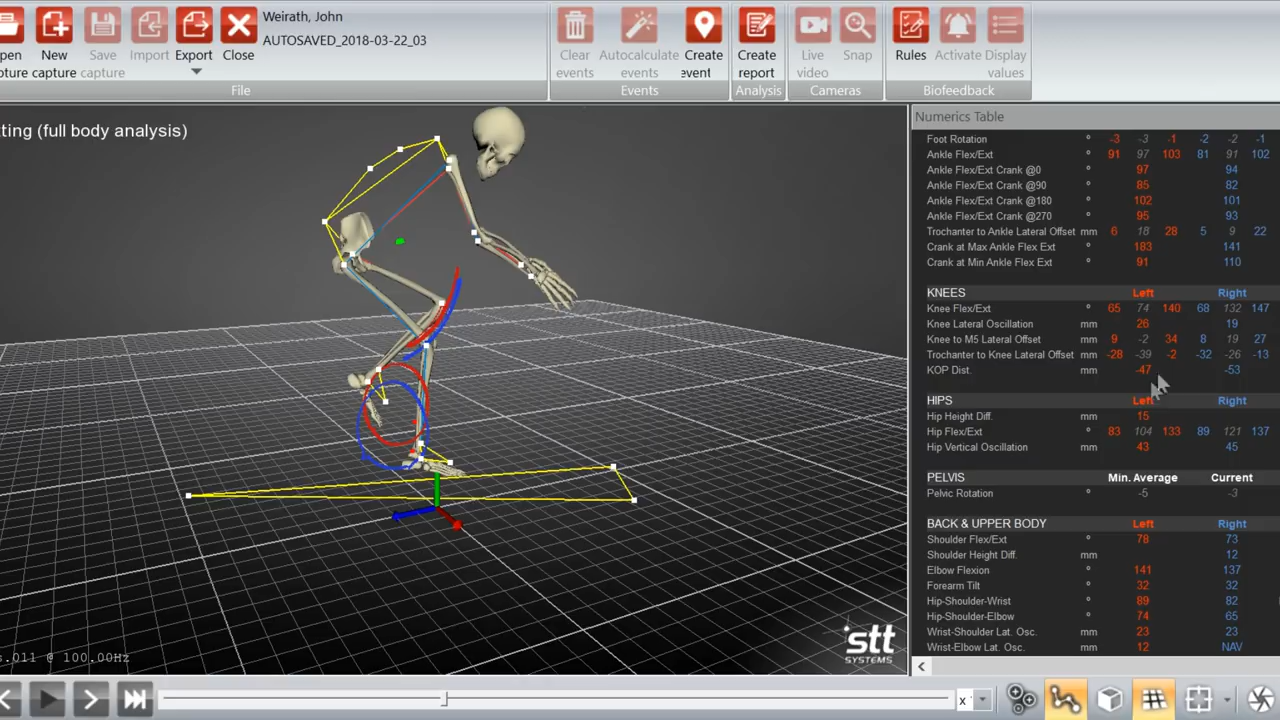 Weirath, John
AUTOSAVED_2018-03-22_03
pen New Save Import Export Close
pture capture capture
Clear events
Autocalculate events
Create event
Create report
Live video
Snap
Rules
Activate
Display values
File
Events
Analysis
Cameras
Biofeedback
tting (full body analysis)
Numerics Table
Foot Rotation ° -3 -3 -1 -2 -2 -1
Ankle Flex/Ext ° 91 97 103 81 91 102
Ankle Flex/Ext Crank @0 ° 97 94
Ankle Flex/Ext Crank @90 ° 85 82
Ankle Flex/Ext Crank @180 ° 102 101
Ankle Flex/Ext Crank @270 ° 95 93
Trochanter to Ankle Lateral Offset mm 6 18 28 5 9 22
Crank at Max Ankle Flex Ext 183 141
Crank at Min Ankle Flex Ext 91 110
KNEES Left Right
Knee Flex/Ext ° 65 74 140 68 132 147
Knee Lateral Oscillation mm 26 19
Knee to M5 Lateral Offset mm 9 -2 34 8 19 27
Trochanter to Knee Lateral Offset mm -28 -39 -2 -32 -26 -13
KOP Dist. mm -47 -53
HIPS Left Right
Hip Height Diff. mm 15
Hip Flex/Ext ° 83 104 133 89 121 137
Hip Vertical Oscillation mm 43 45
PELVIS Min. Average Current
Pelvic Rotation ° -5 -3
BACK & UPPER BODY Left Right
Shoulder Flex/Ext ° 78 73
Shoulder Height Diff. mm 12
Elbow Flexion ° 141 137
Forearm Tilt ° 32 32
Hip-Shoulder-Wrist ° 89 82
Hip-Shoulder-Elbow ° 74 65
Wrist-Shoulder Lat. Osc. mm 23 23
Wrist-Elbow Lat. Osc. mm 12 NAV
stt
SYSTEMS
s.011 @ 100.00Hz
x